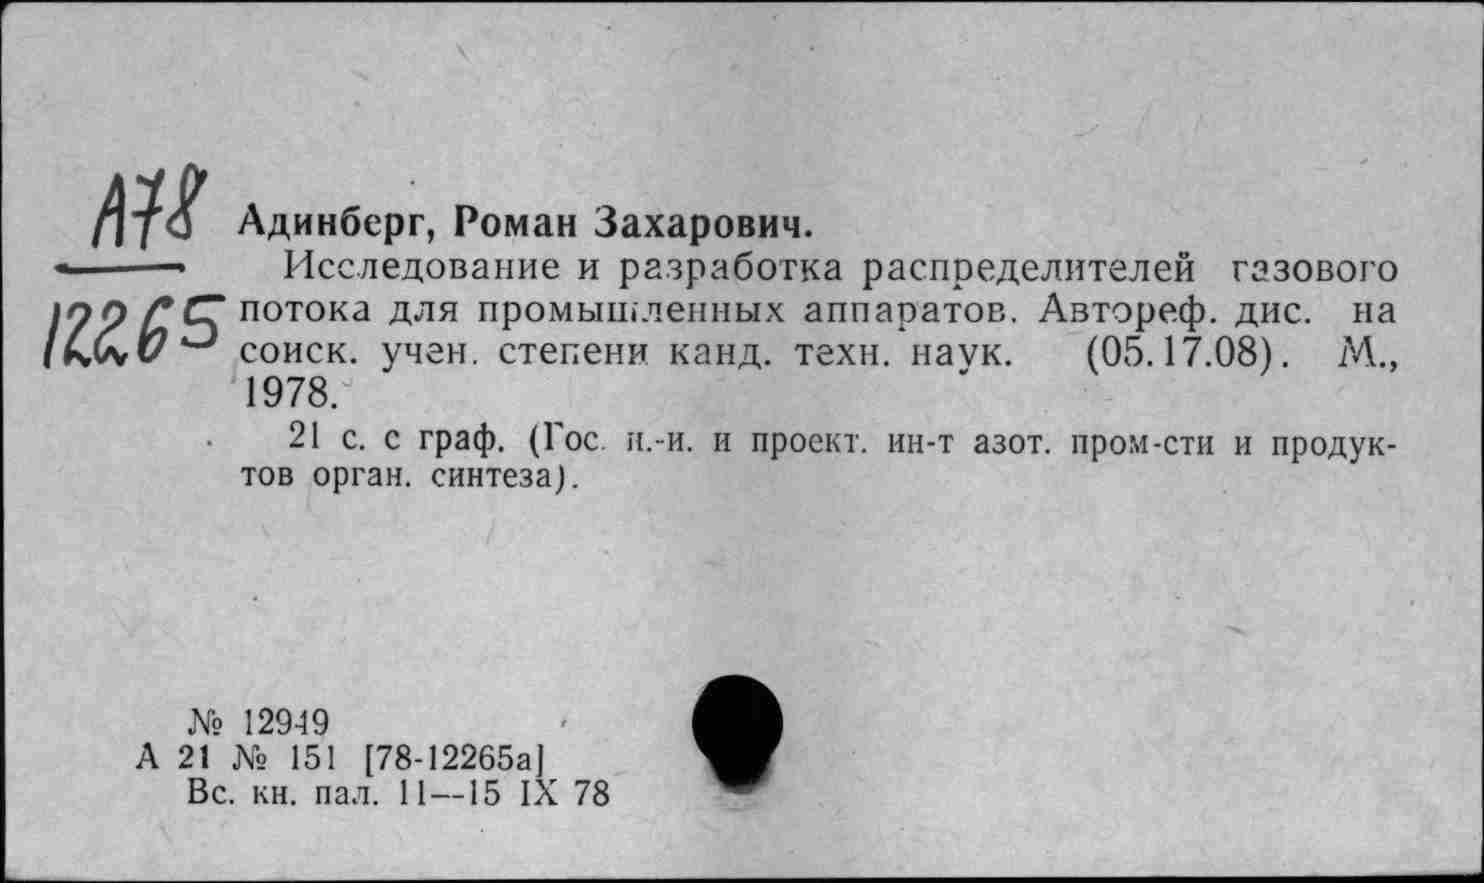 А78
12265
Адинберг, Роман Захарович.
Исследование и разработка распределителей газового
потока для промышленных аппаратов. Автореф. дис. на
соиск. учен. степени канд. техн. наук. (05.17.08). М.,
1978.
21 с. с граф. (Гос. н.-и. и проект. ин-т азот. пром-сти и продук-
тов орган. синтеза).
№ 12949
А 21 № 151 [78-12265а]
Вс. кн. пал. 11—15 IX 78